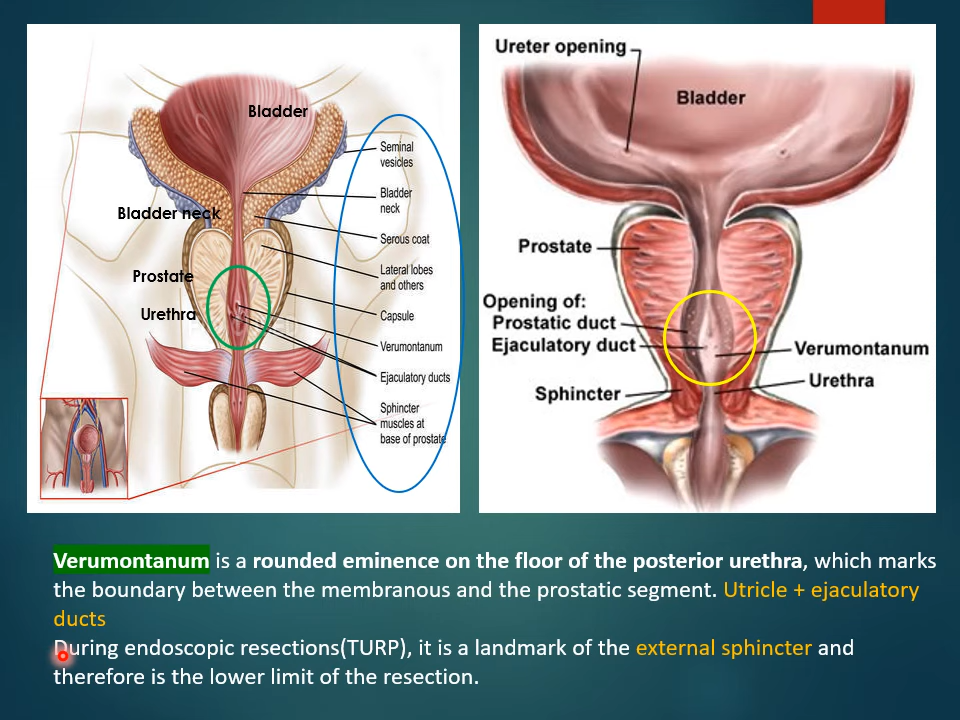 Bladder
Bladder neck
Prostate
Urethra
Seminal
vesicles
Bladder
neck
Serous coat
Lateral lobes
and others
Capsule
Verumontanum
Ejaculatory ducts
Sphincter
muscles at
base of prostate
Ureter opening
Bladder
Prostate
Opening of:
Prostatic duct
Ejaculatory duct
Verumontanum
Urethra
Sphincter
Verumontanum is a rounded eminence on the floor of the posterior urethra, which marks
the boundary between the membranous and the prostatic segment. Utricle + ejaculatory
ducts
During endoscopic resections(TURP), it is a landmark of the external sphincter and
therefore is the lower limit of the resection.